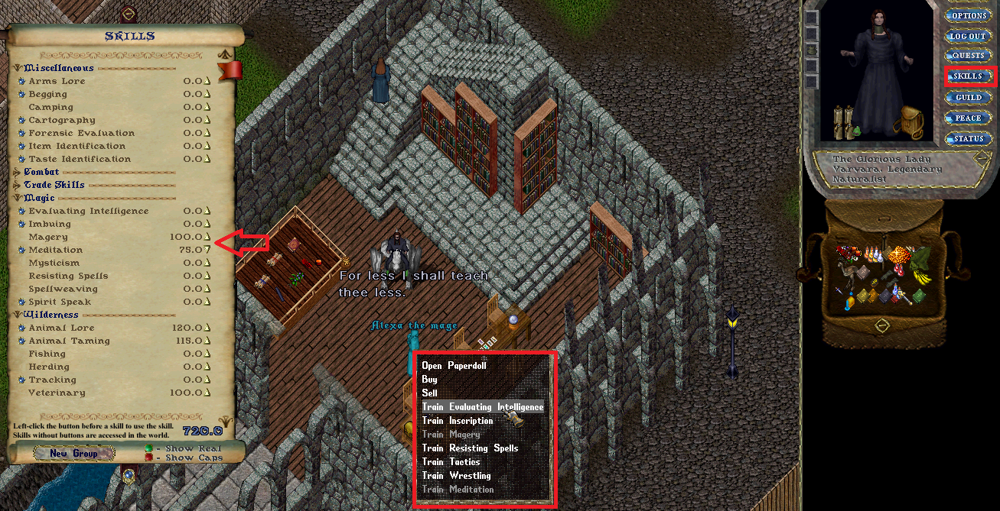 SKILLS
Miscellaneous
Arms Lore 0.0
Begging 0.0
Camping 0.0
Cartography 0.0
Forensic Evaluation 0.0
Item Identification 0.0
Taste Identification 0.0
Combat
Trade Skills
Magic
Evaluating Intelligence 0.0
Imbuing 0.0
Magery 100.0
Meditation 75.0
Mysticism 0.0
Resisting Spells 0.0
Spellweaving 0.0
Spirit Speak 0.0
Wilderness
Animal Lore 120.0
Animal Taming 115.0
Fishing 0.0
Herding 0.0
Tracking 0.0
Veterinary 100.0
Left-click the button before a skill to use the skill.
Skills without buttons are accessed in the world.
720.0
New Group
- Show Real
- Show Caps
For less I shall teach
thee less.
Alexa the mage
Open Paperdoll
Buy
Sell
Train Evaluating Intelligence
Train Inscription
Train Magery
Train Resisting Spells
Train Tactics
Train Wrestling
Train Meditation
OPTIONS
LOG OUT
QUESTS
SKILLS
GUILD
PEACE
STATUS
The Glorious Lady
Varvara, Legendary
Naturalist